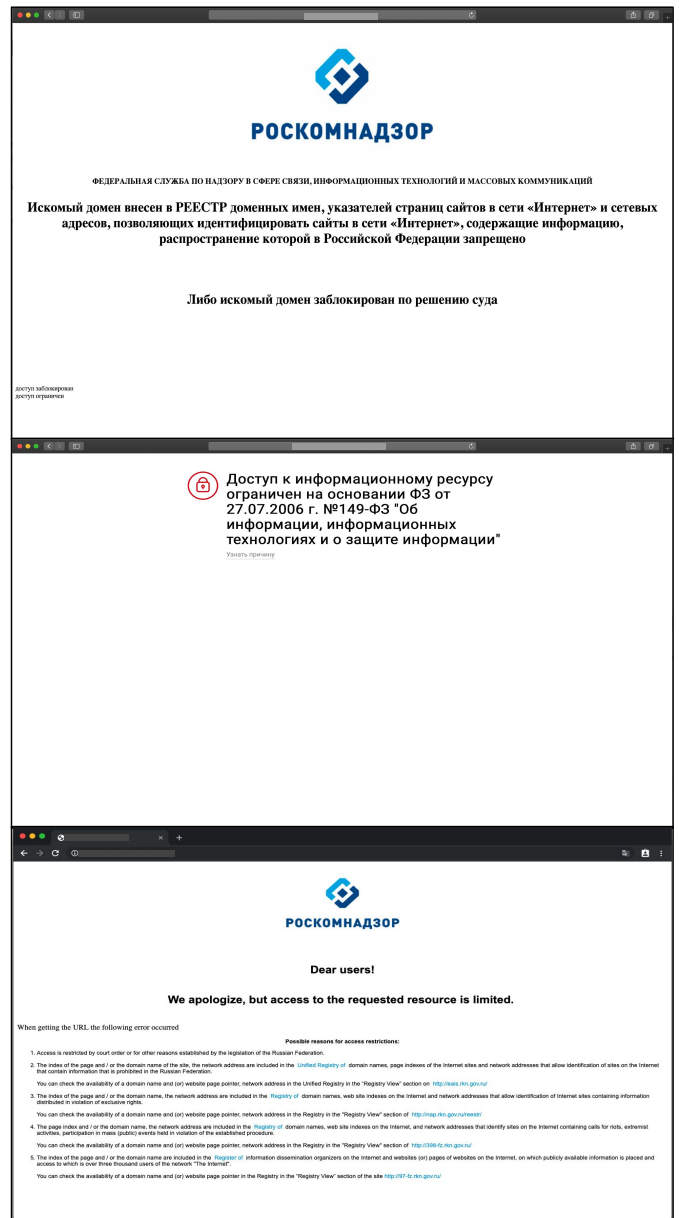 РОСКОМНАДЗОР
ФЕДЕРАЛЬНАЯ СЛУЖБА ПО НАДЗОРУ В СФЕРЕ СВЯЗИ, ИНФОРМАЦИОННЫХ ТЕХНОЛОГИЙ И МАССОВЫХ КОММУНИКАЦИЙ
Искомый домен внесен в РЕЕСТР доменных имен, указателей страниц сайтов в сети «Интернет» и сетевых
адресов, позволяющих идентифицировать сайты в сети «Интернет», содержащие информацию,
распространение которой в Российской Федерации запрещено
Либо искомый домен заблокирован по решению суда
доступ заблокирован
доступ ограничен
Доступ к информационному ресурсу
ограничен на основании ФЗ от
27.07.2006 г. №149-ФЗ "Об
информации, информационных
технологиях и о защите информации"
Узнать причину
РОСКОМНАДЗОР
Dear users!
We apologize, but access to the requested resource is limited.
When getting the URL the following error occurred
Possible reasons for access restrictions:
1. Access is restricted by court order or for other reasons established by the legislation of the Russian Federation.
2. The index of the page and / or the domain name of the site, the network address are included in the Unified Registry of domain names, page indexes of the Internet sites and network addresses that allow identification of sites on the Internet
that contain information that is prohibited in the Russian Federation.
You can check the availability of a domain name and (or) website page pointer, network address in the Unified Registry in the "Registry View" section on http://eais.rkn.gov.ru/
3. The index of the page and / or the domain name, the network address are included in the Registry of domain names, web site indexes on the Internet and network addresses that allow identification of Internet sites containing information
distributed in violation of exclusive rights.
You can check the availability of a domain name and (or) website page pointer, network address in the Registry in the "Registry View" section of http://nap.rkn.gov.ru/reestr/
4. The page index and / or the domain name, the network address are included in the Registry of domain names, web site indexes on the Internet, and network addresses that identify sites on the Internet containing calls for riots, extremist
activities, participation in mass (public) events held in violation of the established procedure.
You can check the availability of a domain name and (or) website page pointer, network address in the Registry in the "Registry View" section of http://398-fz.rkn.gov.ru/
5. The index of the page and / or the domain name are included in the Register of information dissemination organizers on the Internet and websites (or) pages of websites on the Internet, on which publicly available information is placed and
access to which is over three thousand users of the network "The Internet".
You can check the availability of a domain name and (or) website page pointer in the Registry in the "Registry View" section of the site http://97-fz.rkn.gov.ru/